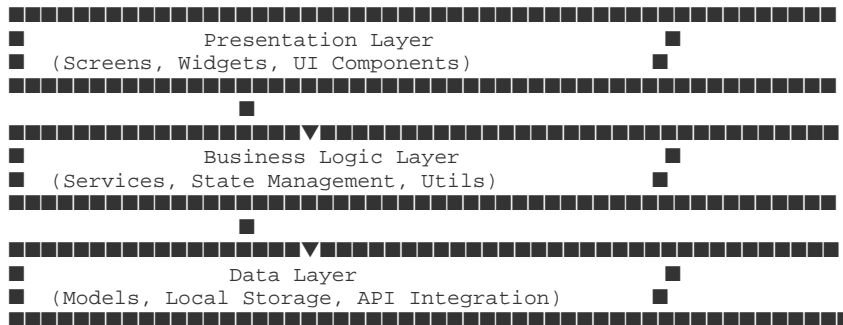 Presentation Layer
(Screens, Widgets, UI Components)
Business Logic Layer
(Services, State Management, Utils)
Data Layer
(Models, Local Storage, API Integration)